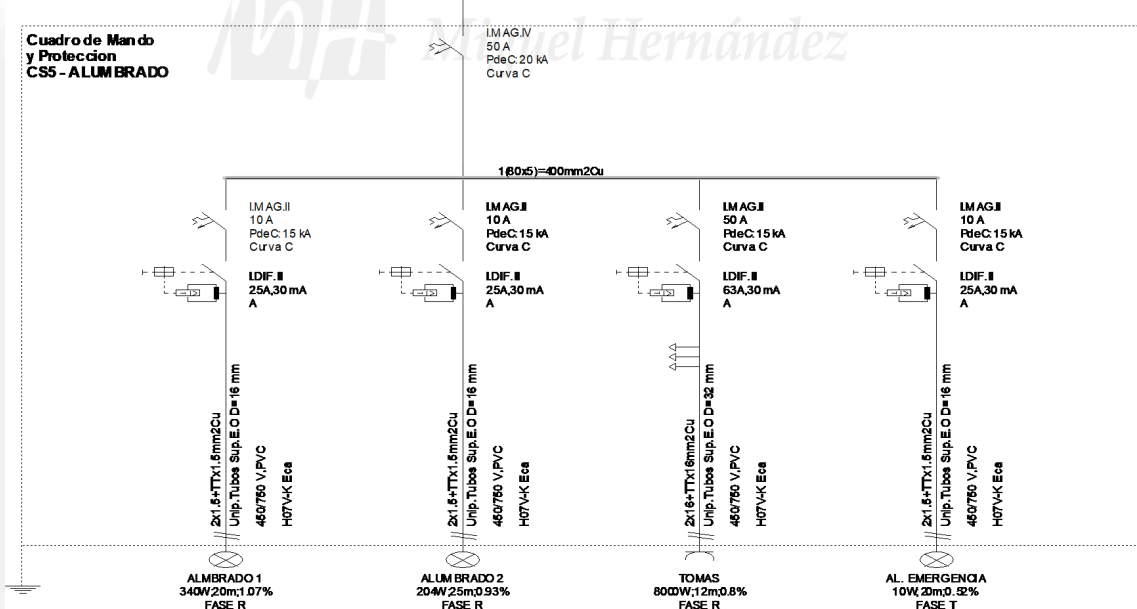 Miguel Hernández
Cuadro de Mando
y Proteccion
CS5 - ALUMBRADO
I.MAG.IV
50 A
PdeC: 20 kA
Curva C
1(80x5)=400mm2Cu
I.MAG.II
10 A
PdeC: 15 kA
Curva C
I.DIF.II
25A,30 mA
A
2x1.5+TTx1.5mm2Cu
Unip.Tubos Sup.E.O D=16 mm
450/750 V,PVC
H07V-K Eca
ALMBRADO 1
340W;20m;1.07%
FASE R
I.MAG.II
10 A
PdeC: 15 kA
Curva C
I.DIF.II
25A,30 mA
A
2x1.5+TTx1.5mm2Cu
Unip.Tubos Sup.E.O D=16 mm
450/750 V,PVC
H07V-K Eca
ALUMBRADO 2
204W;25m;0.93%
FASE R
I.MAG.II
50 A
PdeC: 15 kA
Curva C
I.DIF.II
63A,30 mA
A
2x16+TTx16mm2Cu
Unip.Tubos Sup.E.O D=32 mm
450/750 V,PVC
H07V-K Eca
TOMAS
8000W;12m;0.8%
FASE R
I.MAG.II
10 A
PdeC: 15 kA
Curva C
I.DIF.II
25A,30 mA
A
2x1.5+TTx1.5mm2Cu
Unip.Tubos Sup.E.O D=16 mm
450/750 V,PVC
H07V-K Eca
AL. EMERGENCIA
10W;20m;0.52%
FASE T